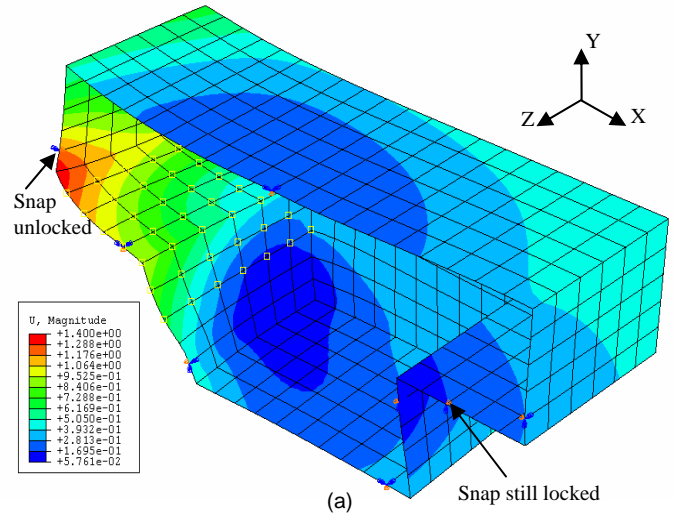 Y
Z
X
Snap
unlocked
U, Magnitude
+1.400e+00
+1.288e+00
+1.176e+00
+1.064e+00
+9.525e-01
+8.406e-01
+7.288e-01
+6.169e-01
+5.050e-01
+3.932e-01
+2.813e-01
+1.695e-01
+5.761e-02
Snap still locked
(a)